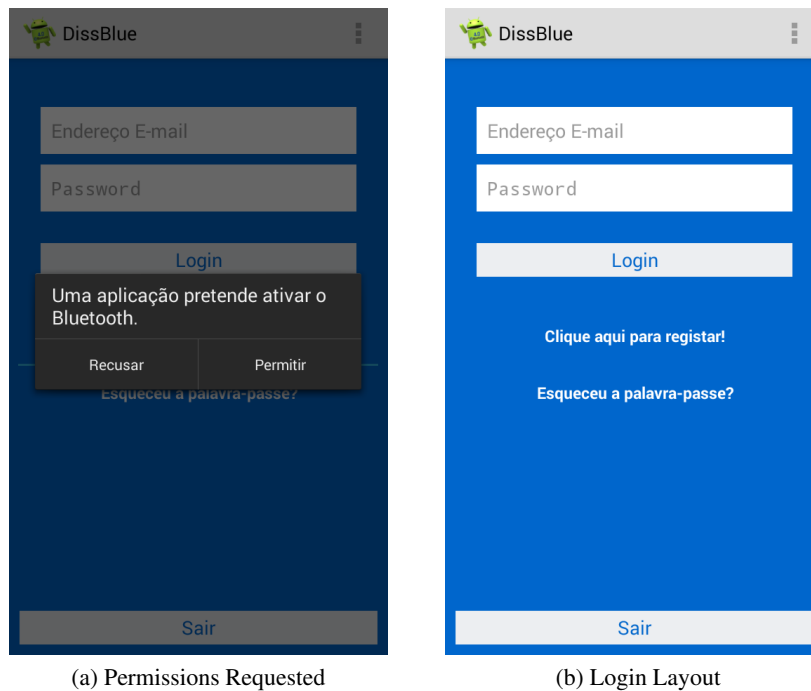 DissBlue
Endereço E-mail
Password
Login
Uma aplicação pretende ativar o
Bluetooth.
Recusar Permitir
Esqueceu a palavra-passe?
Sair
(a) Permissions Requested
DissBlue
Endereço E-mail
Password
Login
Clique aqui para registar!
Esqueceu a palavra-passe?
Sair
(b) Login Layout